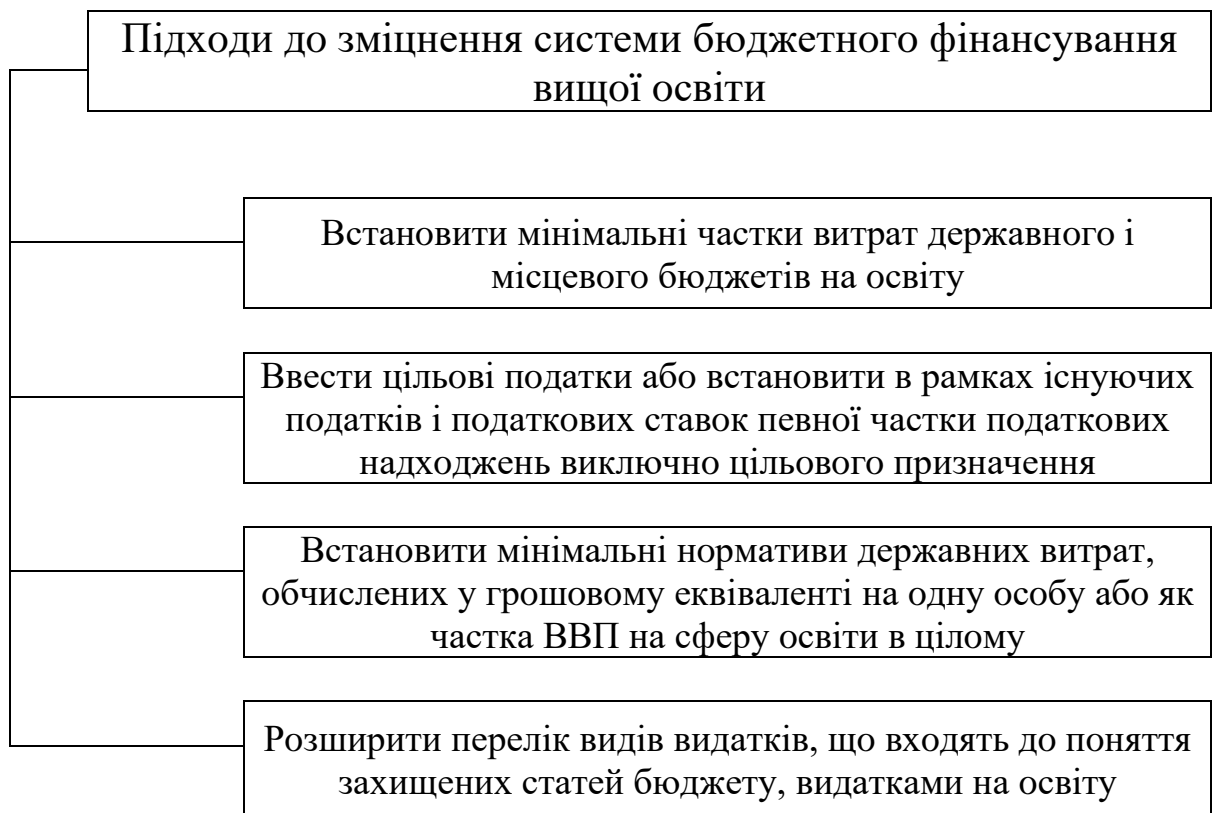 Підходи до зміцнення системи бюджетного фінансування
вищої освіти
Встановити мінімальні частки витрат державного і
місцевого бюджетів на освіту
Ввести цільові податки або встановити в рамках існуючих
податків і податкових ставок певної частки податкових
надходжень виключно цільового призначення
Встановити мінімальні нормативи державних витрат,
обчислених у грошовому еквіваленті на одну особу або як
частка ВВП на сферу освіти в цілому
Розширити перелік видів видатків, що входять до поняття
захищених статей бюджету, видатками на освіту